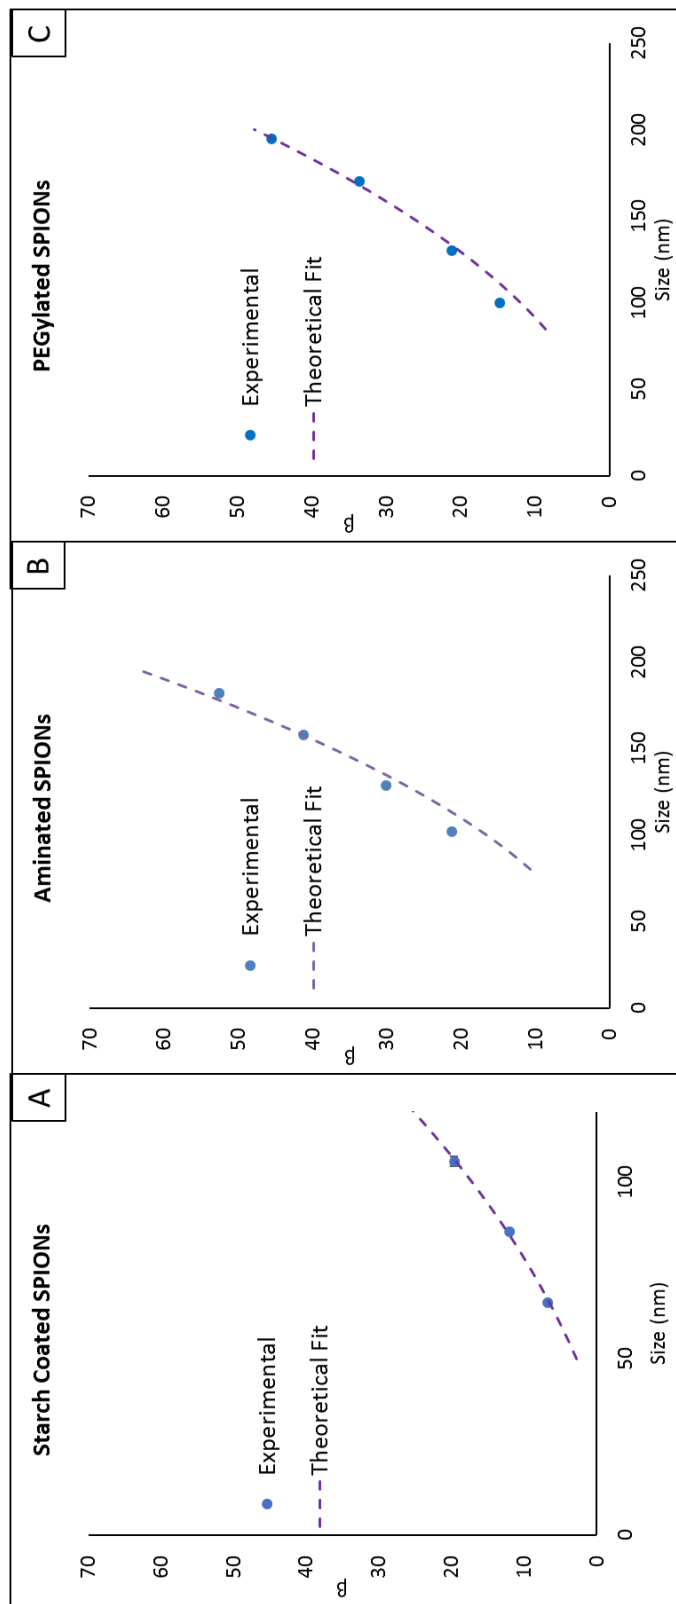 A
Starch Coated SPIONs
Experimental
Theoretical Fit
70
60
50
40
30
20
10
0
β
0
50
100
Size (nm)
B
Aminated SPIONs
Experimental
Theoretical Fit
70
60
50
40
30
20
10
β
0
50
100
150
200
250
Size (nm)
C
PEGylated SPIONs
Experimental
Theoretical Fit
70
60
50
40
30
20
10
β
0
50
100
150
200
250
Size (nm)